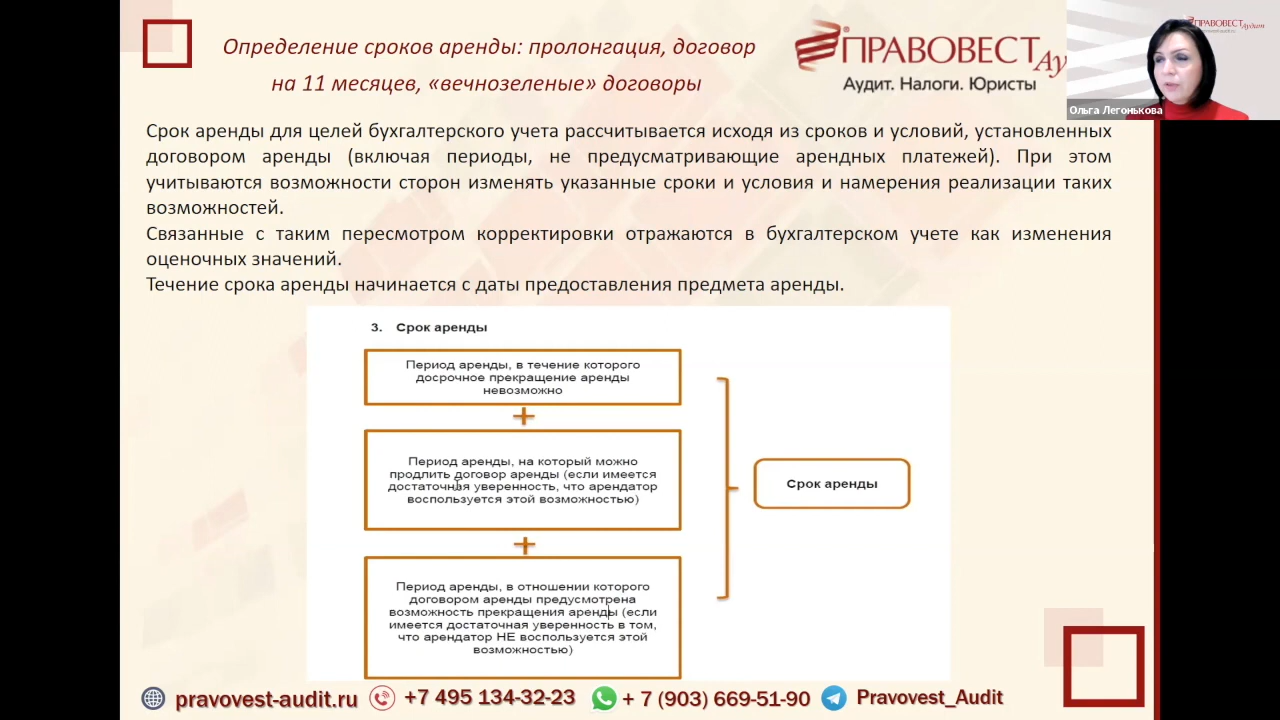 Определение сроков аренды: пролонгация, договор
на 11 месяцев, «вечнозеленые» договоры
ПРАВОВЕСТ Ау
Аудит. Налоги. Юристы
ПРАВОВЕСТ Аудит
pravovest-audit.ru
Ольга Легонькова
Срок аренды для целей бухгалтерского учета рассчитывается исходя из сроков и условий, установленных
договором аренды (включая периоды, не предусматривающие арендных платежей). При этом
учитываются возможности сторон изменять указанные сроки и условия и намерения реализации таких
возможностей.
Связанные с таким пересмотром корректировки отражаются в бухгалтерском учете как изменения
оценочных значений.
Течение срока аренды начинается с даты предоставления предмета аренды.
3. Срок аренды
Период аренды, в течение которого
досрочное прекращение аренды
невозможно
+
Период аренды, на который можно
продлить договор аренды (если имеется
достаточная уверенность, что арендатор
воспользуется этой возможностью)
+
Период аренды, в отношении которого
договором аренды предусмотрена
возможность прекращения аренды (если
имеется достаточная уверенность в том,
что арендатор НЕ воспользуется этой
возможностью)
Срок аренды
pravovest-audit.ru
+7 495 134-32-23
+ 7 (903) 669-51-90
Pravovest_Audit